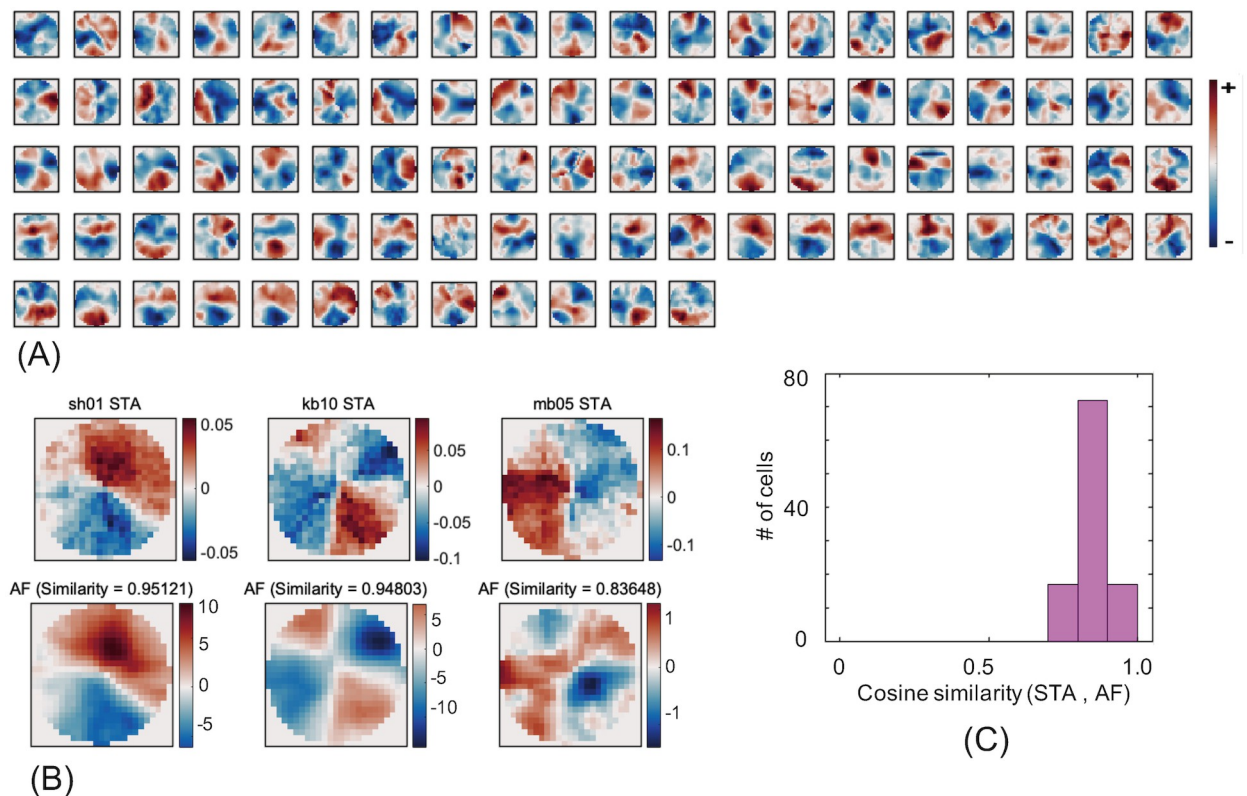 +
-
(A)
sh01 STA
kb10 STA
mb05 STA
0.05
0
-0.05
0.05
0
-0.05
-0.1
0.1
0
-0.1
AF (Similarity = 0.95121)
AF (Similarity = 0.94803)
AF (Similarity = 0.83648)
10
5
0
-5
5
0
-5
-10
1
0
-1
(B)
80
40
0
# of cells
0
0.5
1.0
Cosine similarity (STA , AF)
(C)